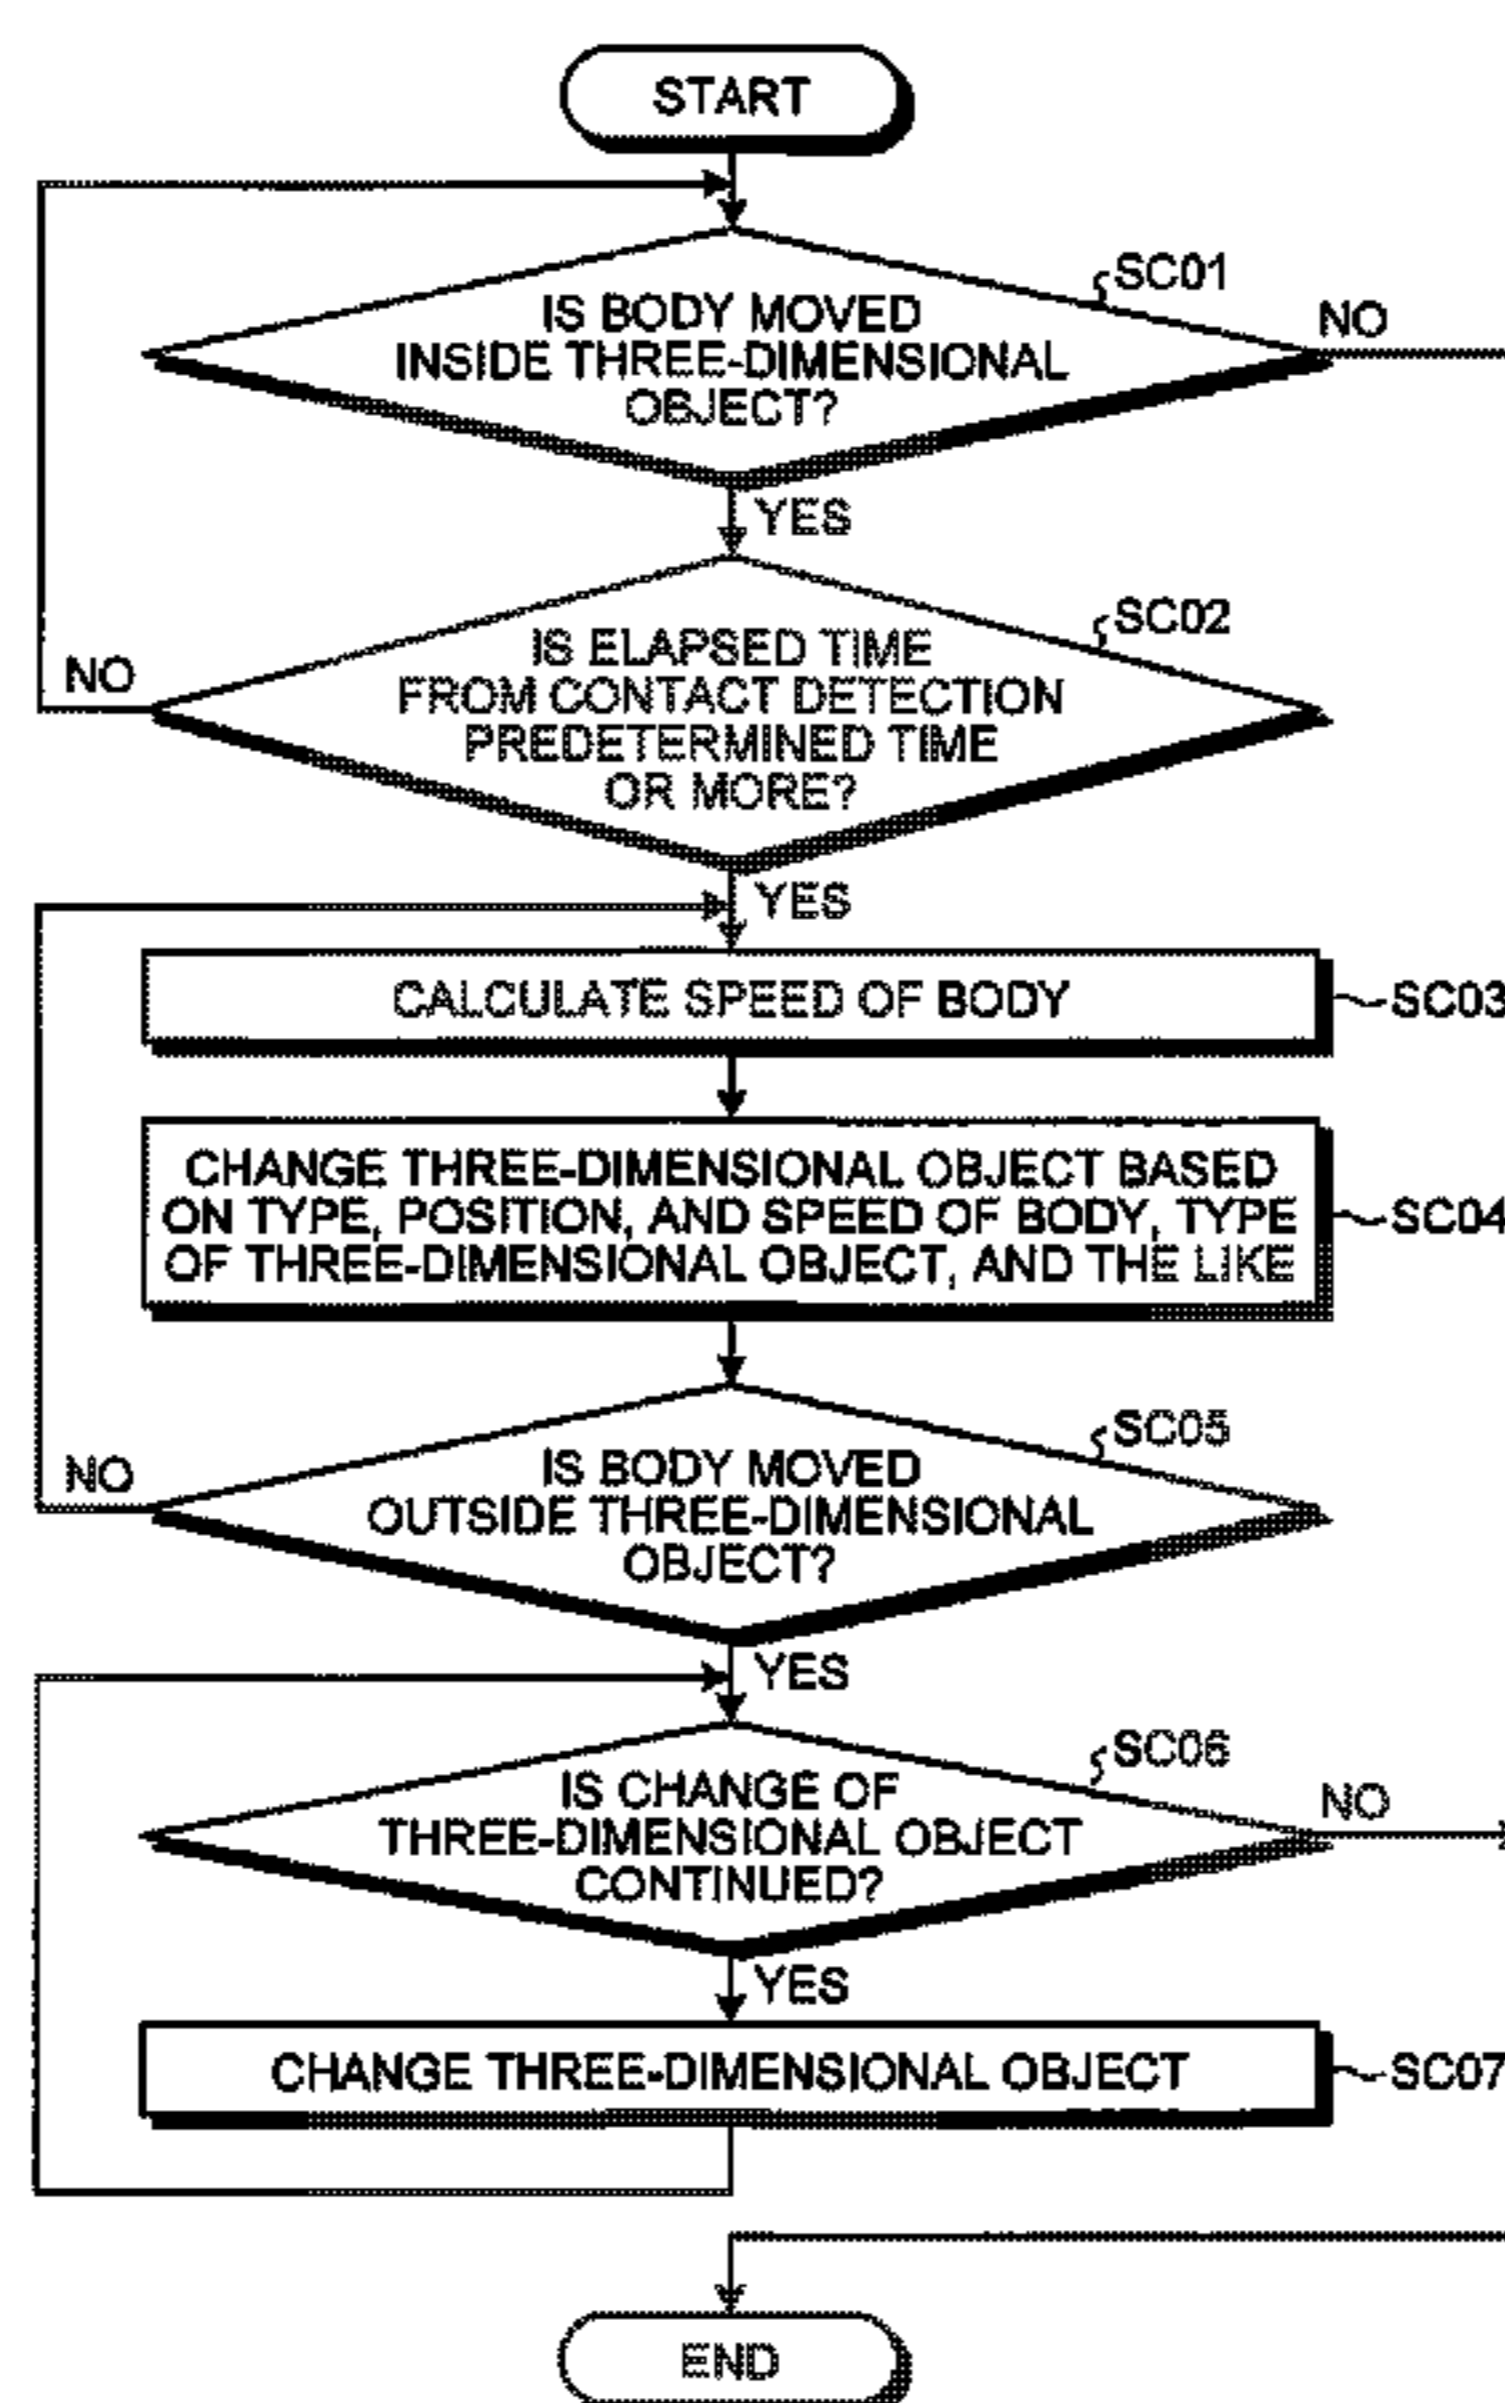 START
SC01
NO
IS BODY MOVED
INSIDE THREE-DIMENSIONAL
OBJECT?
YES
SC02
NO
IS ELAPSED TIME
FROM CONTACT DETECTION
PREDETERMINED TIME
OR MORE?
YES
CALCULATE SPEED OF BODY
SC03
CHANGE THREE-DIMENSIONAL OBJECT BASED
ON TYPE, POSITION, AND SPEED OF BODY, TYPE
OF THREE-DIMENSIONAL OBJECT, AND THE LIKE
SC04
SC05
NO
IS BODY MOVED
OUTSIDE THREE-DIMENSIONAL
OBJECT?
YES
SC06
NO
IS CHANGE OF
THREE-DIMENSIONAL OBJECT
CONTINUED?
YES
CHANGE THREE-DIMENSIONAL OBJECT
SC07
END